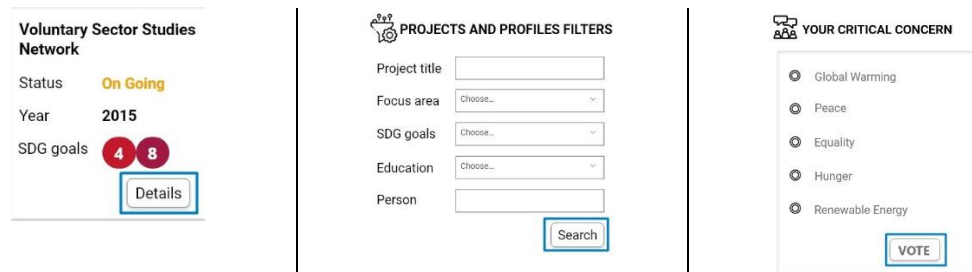 Voluntary Sector Studies
Network
Status On Going
Year 2015
SDG goals 4 8
Details
PROJECTS AND PROFILES FILTERS
Project title
Focus area Choose...
SDG goals Choose...
Education Choose...
Person
Search
YOUR CRITICAL CONCERN
Global Warming
Peace
Equality
Hunger
Renewable Energy
VOTE